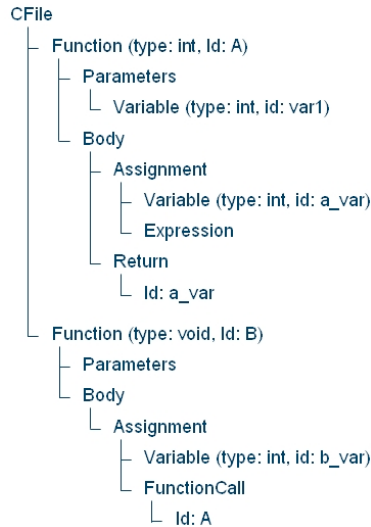 CFile
Function (type: int, Id: A)
Parameters
Variable (type: int, id: var1)
Body
Assignment
Variable (type: int, id: a_var)
Expression
Return
Id: a_var
Function (type: void, Id: B)
Parameters
Body
Assignment
Variable (type: int, id: b_var)
FunctionCall
Id: A